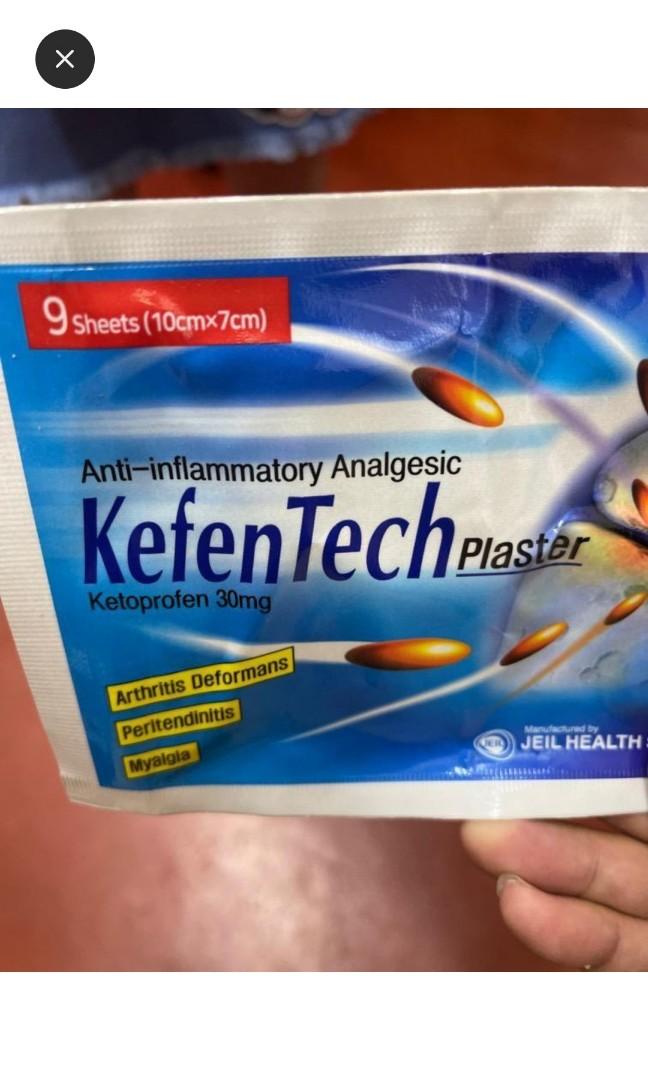 9 Sheets (10cm×7cm)
Anti-inflammatory Analgesic
KefenTech Plaster
Ketoprofen 30mg
Arthritis Deformans
Peritendinitis
Myalgia
Manufactured by
JEIL JEIL HEALTH